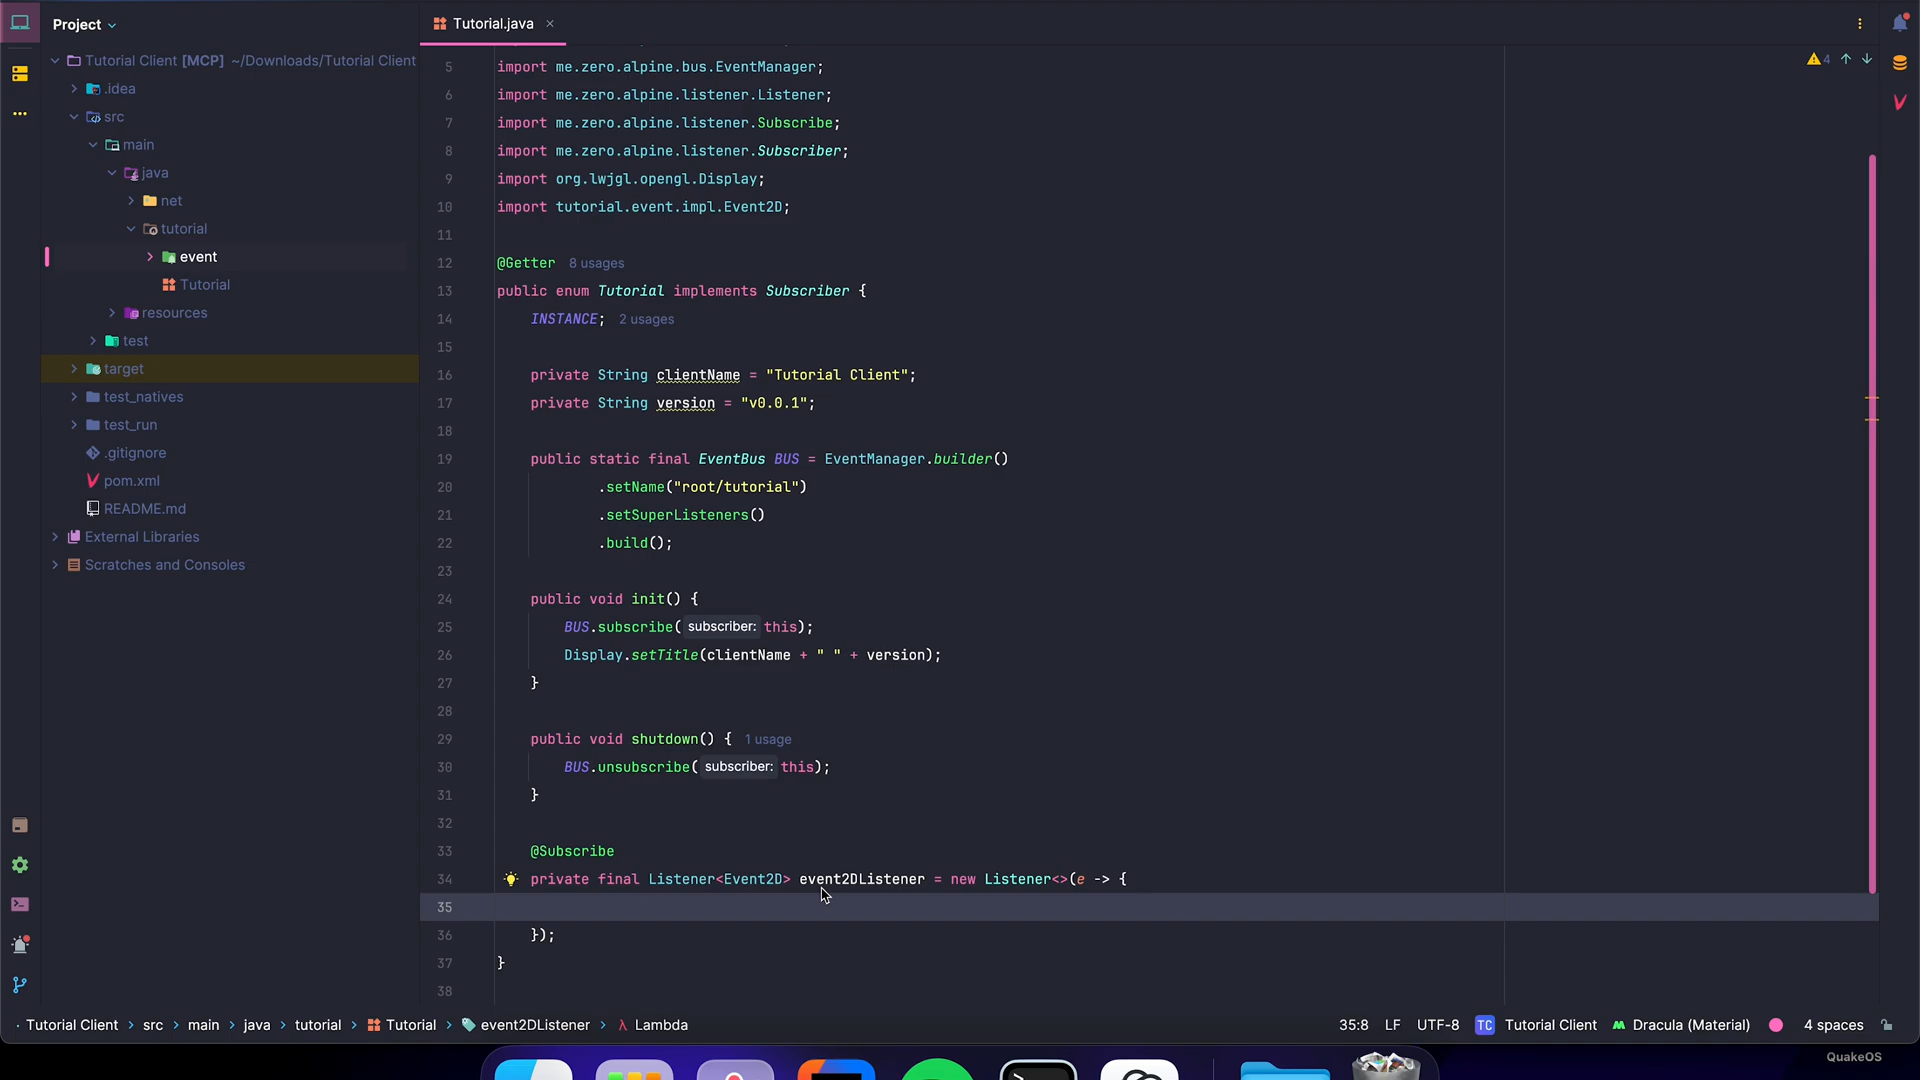 Project
Tutorial.java
Tutorial Client [MCP] ~/Downloads/Tutorial Client
.idea
src
main
java
net
tutorial
event
Tutorial
resources
test
target
test_natives
test_run
.gitignore
pom.xml
README.md
External Libraries
Scratches and Consoles
4
5 import me.zero.alpine.bus.EventManager;
6 import me.zero.alpine.listener.Listener;
7 import me.zero.alpine.listener.Subscribe;
8 import me.zero.alpine.listener.Subscriber;
9 import org.lwjgl.opengl.Display;
10 import tutorial.event.impl.Event2D;
11
12 @Getter 8 usages
13 public enum Tutorial implements Subscriber {
14 INSTANCE; 2 usages
15
16 private String clientName = "Tutorial Client";
17 private String version = "v0.0.1";
18
19 public static final EventBus BUS = EventManager.builder()
20 .setName("root/tutorial")
21 .setSuperListeners()
22 .build();
23
24 public void init() {
25 BUS.subscribe( subscriber: this);
26 Display.setTitle(clientName + " " + version);
27 }
28
29 public void shutdown() { 1 usage
30 BUS.unsubscribe( subscriber: this);
31 }
32
33 @Subscribe
34 private final Listener<Event2D> event2DListener = new Listener<>(e -> {
35
36 });
37 }
38
Tutorial Client > src > main > java > tutorial > Tutorial > event2DListener > λ Lambda
35:8 LF UTF-8 TC Tutorial Client Dracula (Material) 4 spaces
QuakeOS